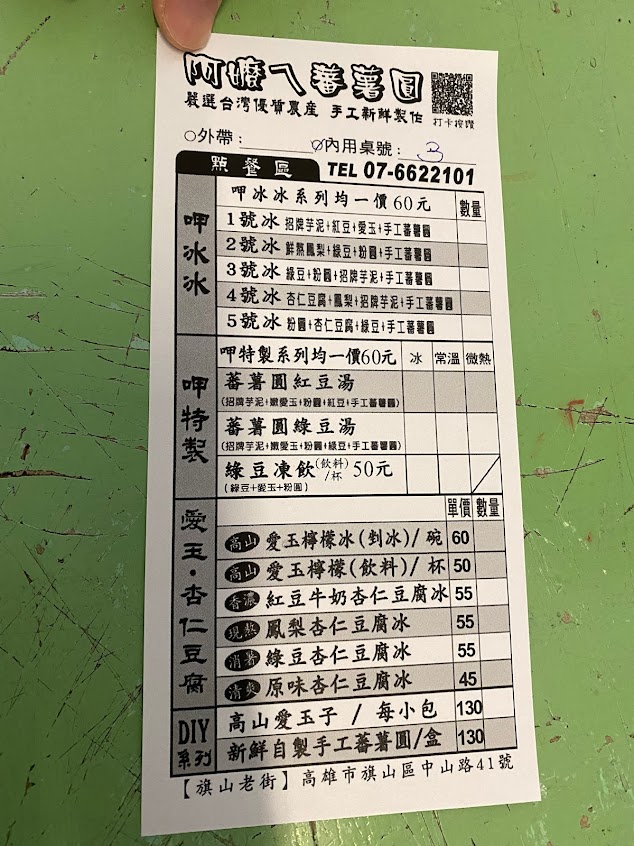 阿嬤ㄟ蕃薯圓
嚴選台灣優質農產 手工新鮮製作
打卡按讚
○外帶： ○內用桌號： 3
點餐區 TEL 07-6622101
呷冰冰
呷冰冰系列均一價60元 數量
1號冰 招牌芋泥+紅豆+愛玉+手工蕃薯圓
2號冰 鮮熬鳳梨+綠豆+粉圓+手工蕃薯圓
3號冰 綠豆+粉圓+招牌芋泥+手工蕃薯圓
4號冰 杏仁豆腐+鳳梨+招牌芋泥+手工蕃薯圓
5號冰 粉圓+杏仁豆腐+綠豆+手工蕃薯圓
呷特製
呷特製系列均一價60元 冰 常溫 微熱
蕃薯圓紅豆湯
(招牌芋泥+嫩愛玉+粉圓+紅豆+手工蕃薯圓)
蕃薯圓綠豆湯
(招牌芋泥+嫩愛玉+粉圓+綠豆+手工蕃薯圓)
綠豆凍飲(飲料)/杯 50元
(綠豆+愛玉+粉圓)
愛玉・杏仁豆腐
單價 數量
高山 愛玉檸檬冰(剉冰)/碗 60
高山 愛玉檸檬(飲料)/杯 50
香濃 紅豆牛奶杏仁豆腐冰 55
現熬 鳳梨杏仁豆腐冰 55
消暑 綠豆杏仁豆腐冰 55
清爽 原味杏仁豆腐冰 45
DIY系列
高山愛玉子 / 每小包 130
新鮮自製手工蕃薯圓/盒 130
【旗山老街】高雄市旗山區中山路41號